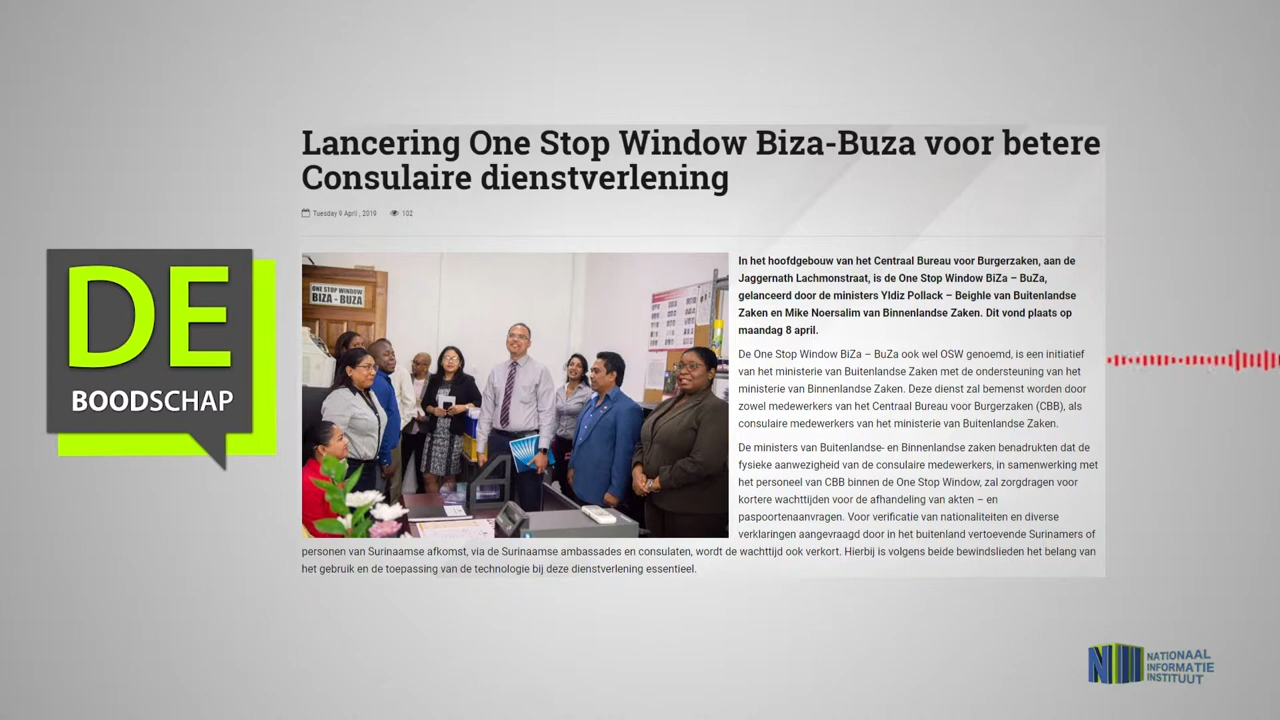 Lancering One Stop Window Biza-Buza voor betere
Consulaire dienstverlening
Tuesday 9 April , 2019 102
DE
BOODSCHAP
ONE STOP WINDOW
BIZA - BUZA
In het hoofdgebouw van het Centraal Bureau voor Burgerzaken, aan de
Jaggernath Lachmonstraat, is de One Stop Window BiZa – BuZa,
gelanceerd door de ministers Yldiz Pollack – Beighle van Buitenlandse
Zaken en Mike Noersalim van Binnenlandse Zaken. Dit vond plaats op
maandag 8 april.
De One Stop Window BiZa – BuZa ook wel OSW genoemd, is een initiatief
van het ministerie van Buitenlandse Zaken met de ondersteuning van het
ministerie van Binnenlandse Zaken. Deze dienst zal bemenst worden door
zowel medewerkers van het Centraal Bureau voor Burgerzaken (CBB), als
consulaire medewerkers van het ministerie van Buitenlandse Zaken.
De ministers van Buitenlandse- en Binnenlandse zaken benadrukten dat de
fysieke aanwezigheid van de consulaire medewerkers, in samenwerking met
het personeel van CBB binnen de One Stop Window, zal zorgdragen voor
kortere wachttijden voor de afhandeling van akten – en
paspoortenaanvragen. Voor verificatie van nationaliteiten en diverse
verklaringen aangevraagd door in het buitenland vertoevende Surinamers of
personen van Surinaamse afkomst, via de Surinaamse ambassades en consulaten, wordt de wachttijd ook verkort. Hierbij is volgens beide bewindslieden het belang van
het gebruik en de toepassing van de technologie bij deze dienstverlening essentieel.
NII NATIONAAL
INFORMATIE
INSTITUUT